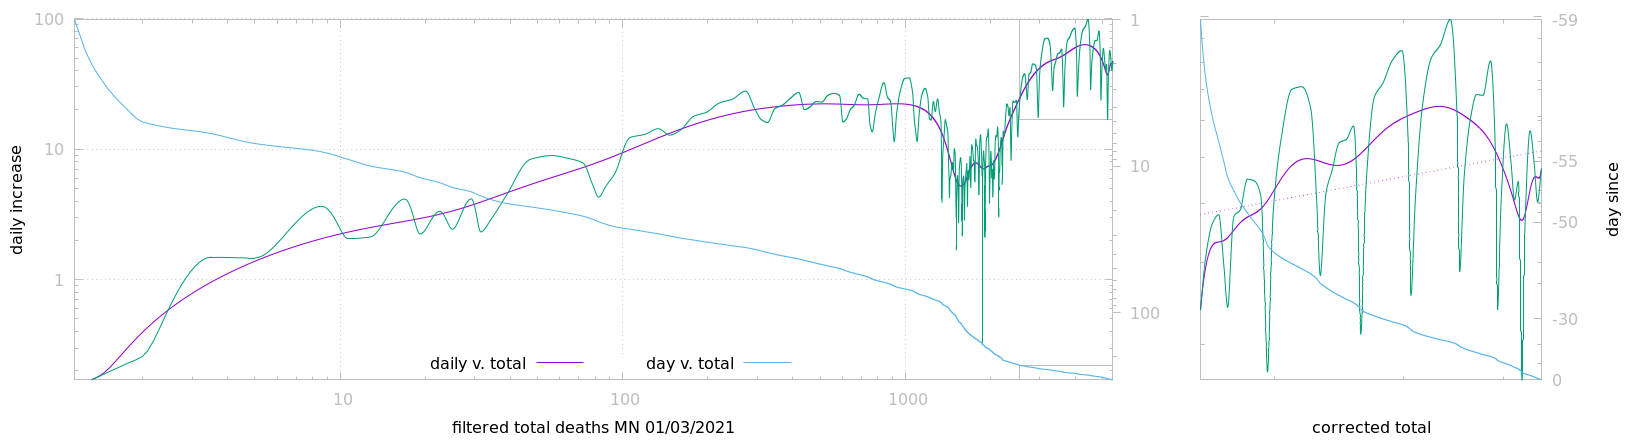 100
10
1
daily increase
10
100
1000
filtered total deaths MN 01/03/2021
daily v. total
day v. total
1
10
100
-59
-55
-50
-30
0
day since
corrected total